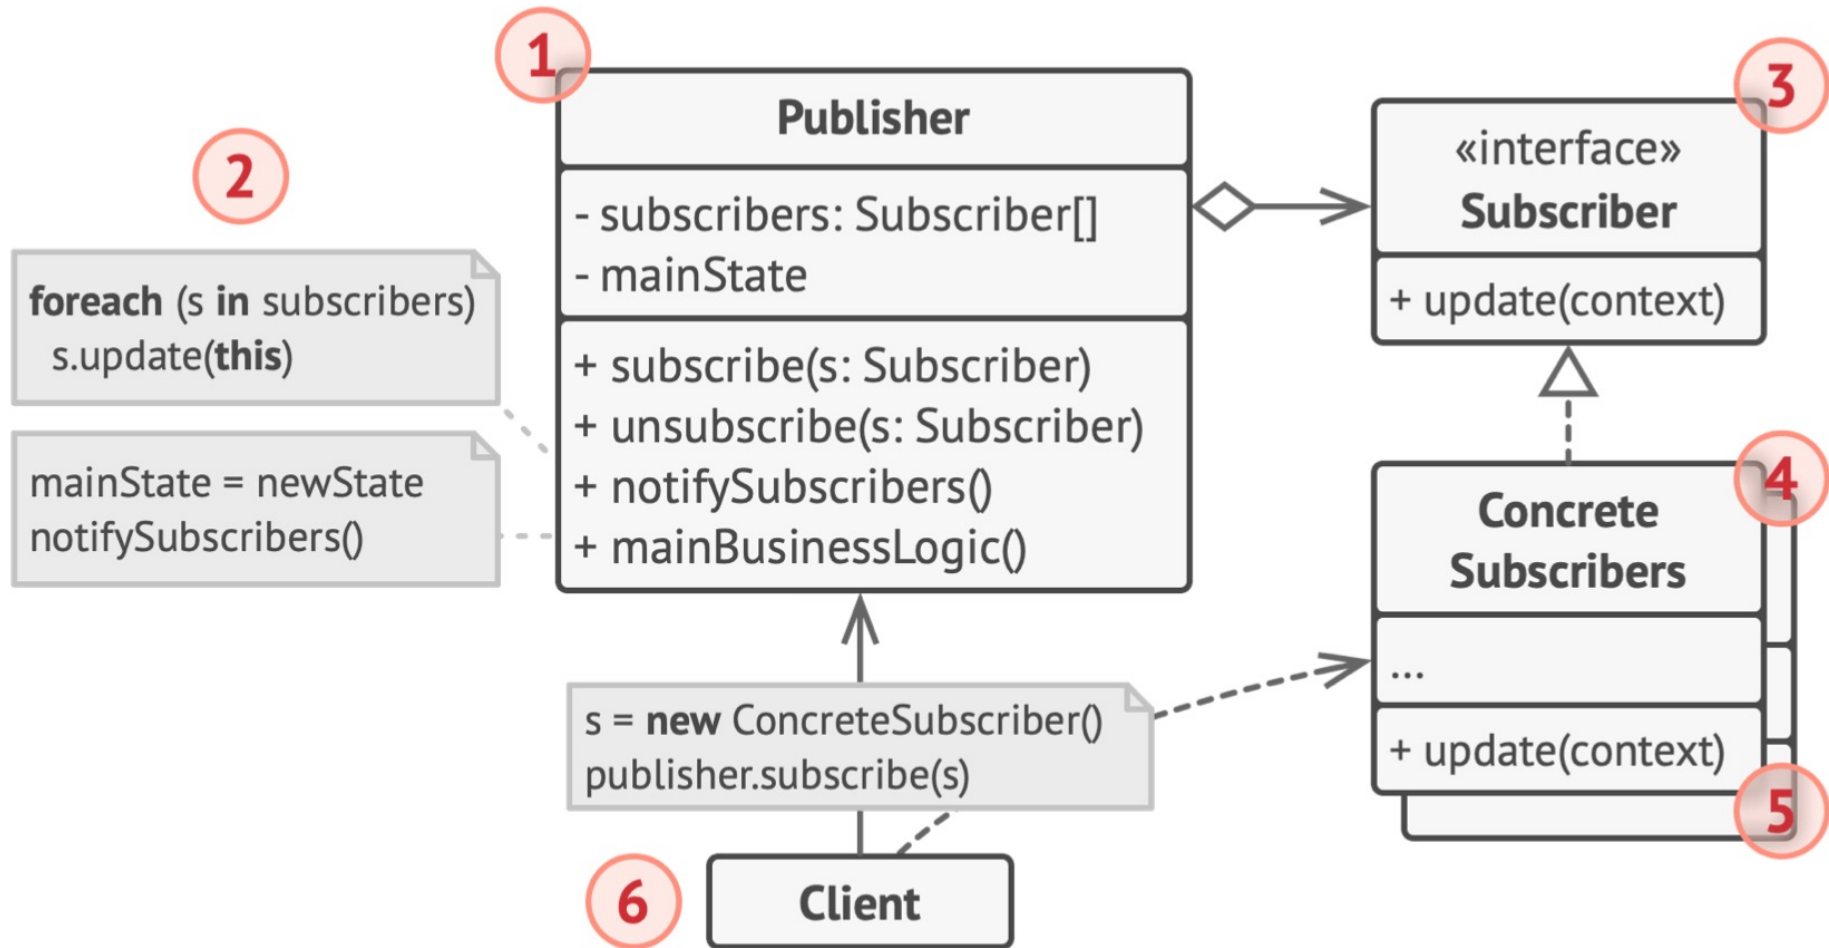 1
Publisher
- subscribers: Subscriber[]
- mainState
+ subscribe(s: Subscriber)
+ unsubscribe(s: Subscriber)
+ notifySubscribers()
+ mainBusinessLogic()
2
foreach (s in subscribers)
s.update(this)
mainState = newState
notifySubscribers()
3
«interface»
Subscriber
+ update(context)
4
Concrete
Subscribers
...
+ update(context)
5
s = new ConcreteSubscriber()
publisher.subscribe(s)
6
Client